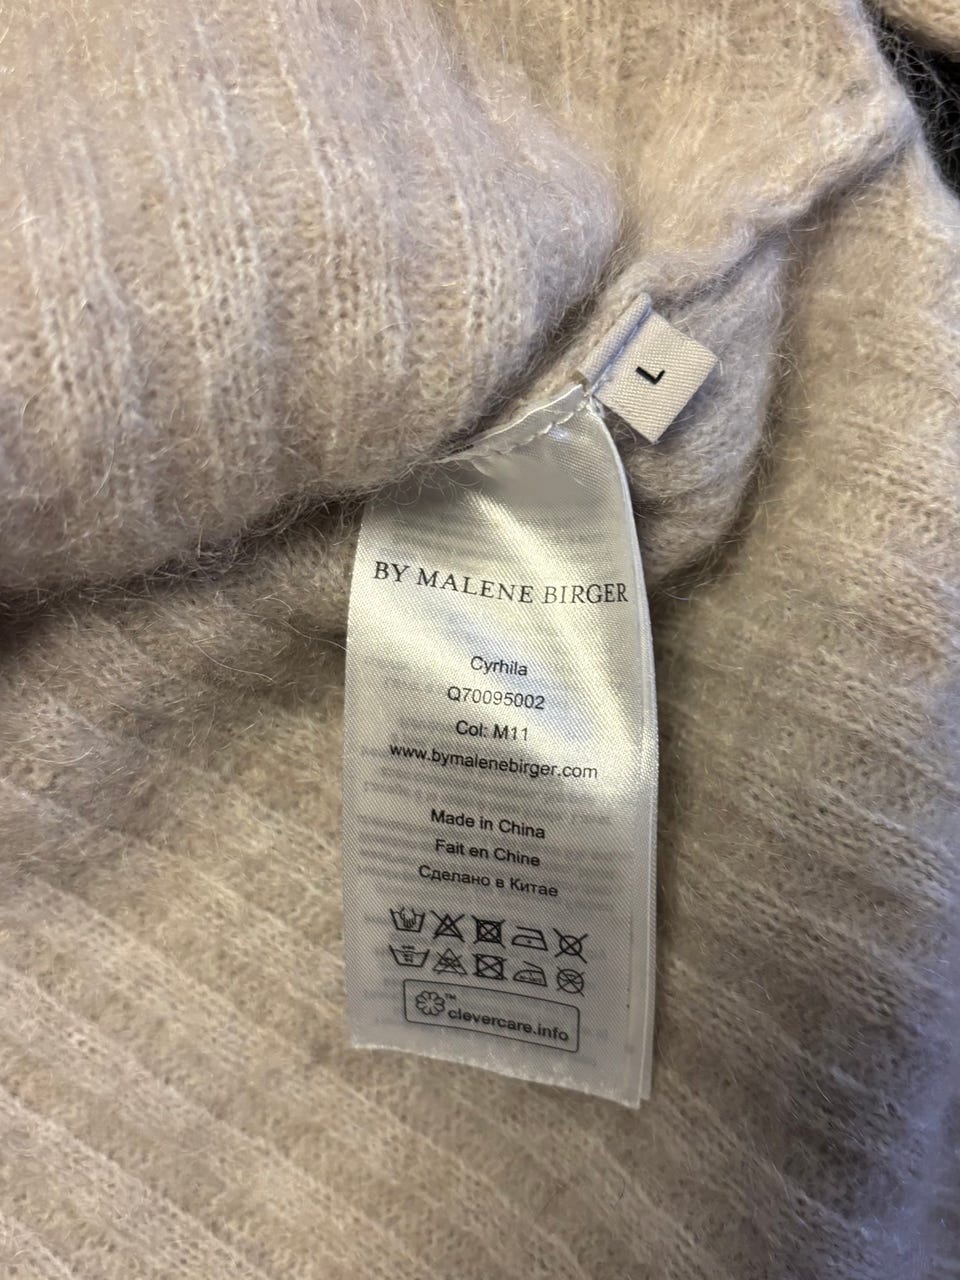 L
BY MALENE BIRGER
Cyrhila
Q70095002
Col: M11
www.bymalenebirger.com
Made in China
Fait en Chine
Сделано в Китае
™ clevercare.info